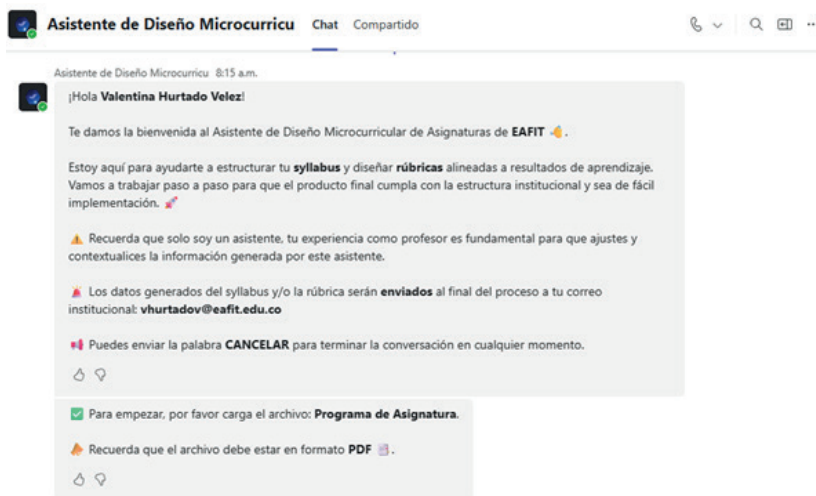 Asistente de Diseño Microcurricu Chat Compartido
Asistente de Diseño Microcurricu 8:15 a.m.
¡Hola Valentina Hurtado Velez!
Te damos la bienvenida al Asistente de Diseño Microcurricular de Asignaturas de EAFIT 👋.
Estoy aquí para ayudarte a estructurar tu syllabus y diseñar rúbricas alineadas a resultados de aprendizaje.
Vamos a trabajar paso a paso para que el producto final cumpla con la estructura institucional y sea de fácil
implementación. 🚀
⚠️ Recuerda que solo soy un asistente, tu experiencia como profesor es fundamental para que ajustes y
contextualices la información generada por este asistente.
🚨 Los datos generados del syllabus y/o la rúbrica serán enviados al final del proceso a tu correo
institucional: vhurtadov@eafit.edu.co
📢 Puedes enviar la palabra CANCELAR para terminar la conversación en cualquier momento.
✅ Para empezar, por favor carga el archivo: Programa de Asignatura.
📣 Recuerda que el archivo debe estar en formato PDF 📑.